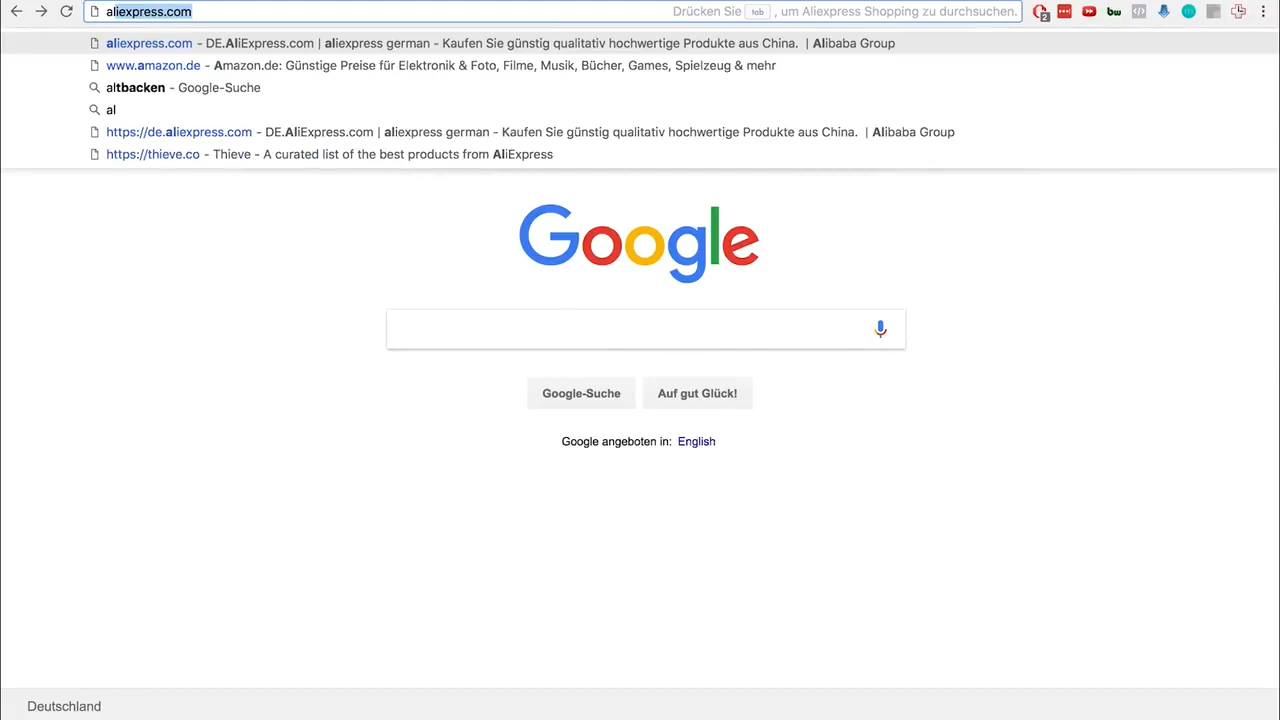 aliexpress.com Drücken Sie tab , um Aliexpress Shopping zu durchsuchen.
2
bw
aliexpress.com - DE.AliExpress.com | aliexpress german - Kaufen Sie günstig qualitativ hochwertige Produkte aus China. | Alibaba Group
www.amazon.de - Amazon.de: Günstige Preise für Elektronik & Foto, Filme, Musik, Bücher, Games, Spielzeug & mehr
altbacken - Google-Suche
al
https://de.aliexpress.com - DE.AliExpress.com | aliexpress german - Kaufen Sie günstig qualitativ hochwertige Produkte aus China. | Alibaba Group
https://thieve.co - Thieve - A curated list of the best products from AliExpress
Google
Google-Suche Auf gut Glück!
Google angeboten in: English
Deutschland